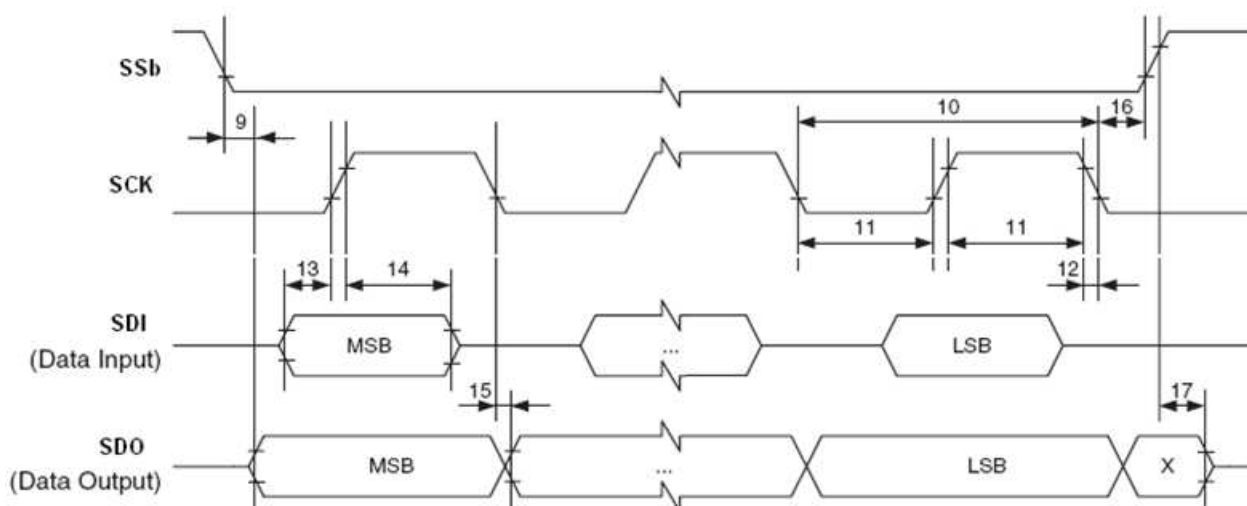 SSb
9
10
16
SCK
11
11
13
14
12
SDI
(Data Input)
MSB
...
LSB
15
17
SDO
(Data Output)
MSB
...
LSB
X